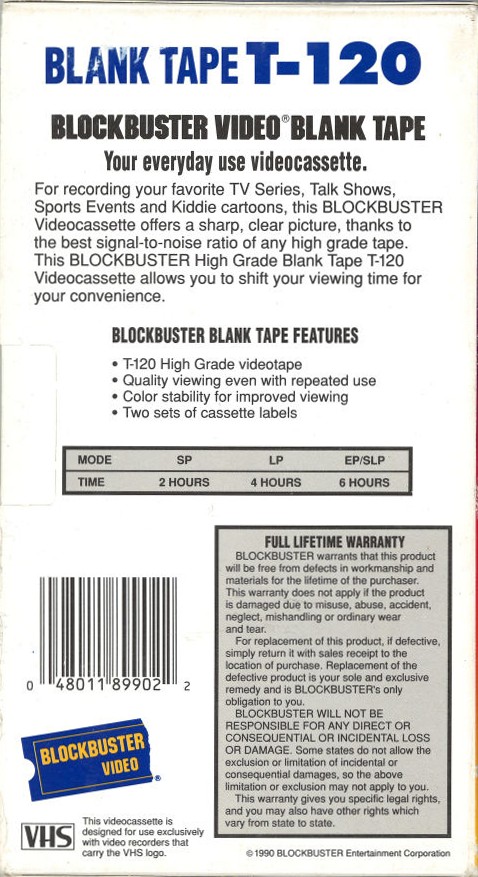 BLANK TAPE T-120
BLOCKBUSTER VIDEO® BLANK TAPE
Your everyday use videocassette.
For recording your favorite TV Series, Talk Shows,
Sports Events and Kiddie cartoons, this BLOCKBUSTER
Videocassette offers a sharp, clear picture, thanks to
the best signal-to-noise ratio of any high grade tape.
This BLOCKBUSTER High Grade Blank Tape T-120
Videocassette allows you to shift your viewing time for
your convenience.
BLOCKBUSTER BLANK TAPE FEATURES
• T-120 High Grade videotape
• Quality viewing even with repeated use
• Color stability for improved viewing
• Two sets of cassette labels
MODE SP LP EP/SLP
TIME 2 HOURS 4 HOURS 6 HOURS
FULL LIFETIME WARRANTY
BLOCKBUSTER warrants that this product
will be free from defects in workmanship and
materials for the lifetime of the purchaser.
This warranty does not apply if the product
is damaged due to misuse, abuse, accident,
neglect, mishandling or ordinary wear
and tear.
For replacement of this product, if defective,
simply return it with sales receipt to the
location of purchase. Replacement of the
defective product is your sole and exclusive
remedy and is BLOCKBUSTER's only
obligation to you.
BLOCKBUSTER WILL NOT BE
RESPONSIBLE FOR ANY DIRECT OR
CONSEQUENTIAL OR INCIDENTAL LOSS
OR DAMAGE. Some states do not allow the
exclusion or limitation of incidental or
consequential damages, so the above
limitation or exclusion may not apply to you.
This warranty gives you specific legal rights,
and you may also have other rights which
vary from state to state.
0 48011 89902 2
BLOCKBUSTER
VIDEO®
VHS
This videocassette is
designed for use exclusively
with video recorders that
carry the VHS logo.
© 1990 BLOCKBUSTER Entertainment Corporation